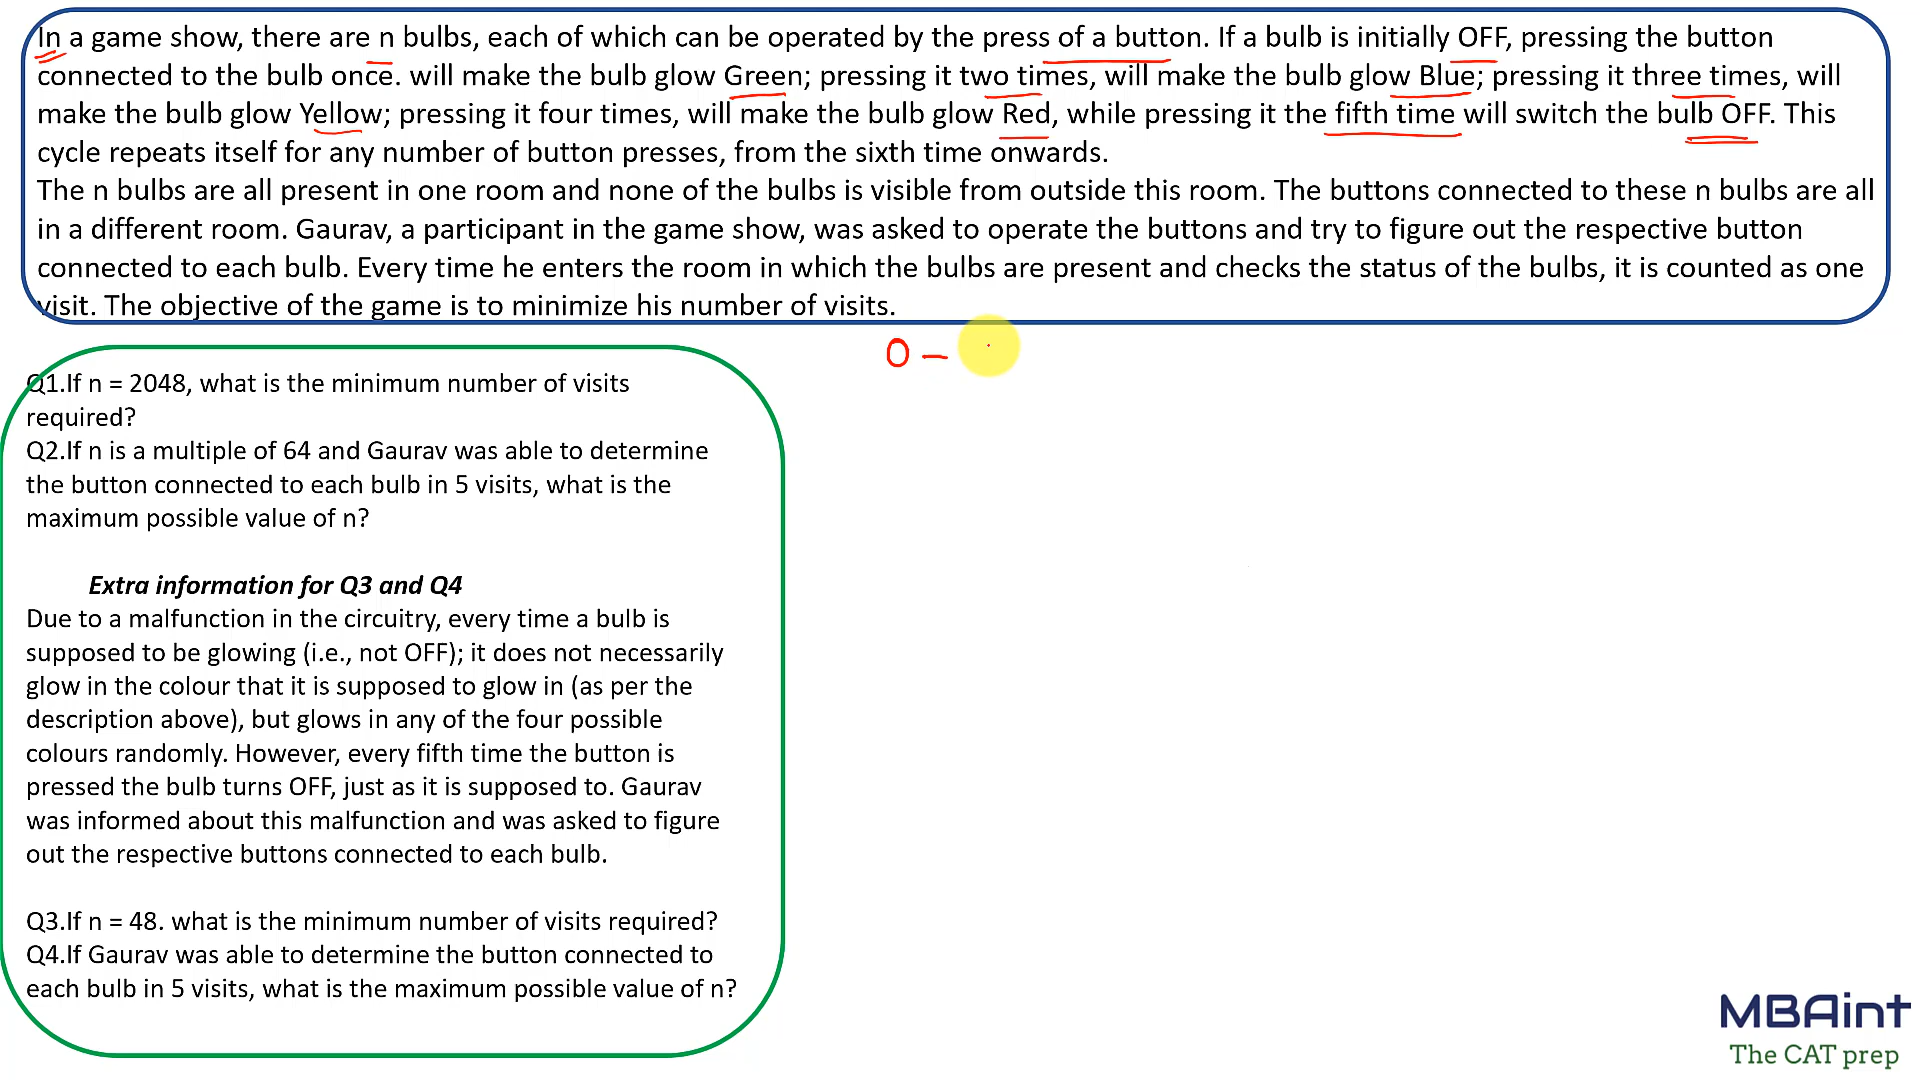 In a game show, there are n bulbs, each of which can be operated by the press of a button. If a bulb is initially OFF, pressing the button
connected to the bulb once. will make the bulb glow Green; pressing it two times, will make the bulb glow Blue; pressing it three times, will
make the bulb glow Yellow; pressing it four times, will make the bulb glow Red, while pressing it the fifth time will switch the bulb OFF. This
cycle repeats itself for any number of button presses, from the sixth time onwards.
The n bulbs are all present in one room and none of the bulbs is visible from outside this room. The buttons connected to these n bulbs are all
in a different room. Gaurav, a participant in the game show, was asked to operate the buttons and try to figure out the respective button
connected to each bulb. Every time he enters the room in which the bulbs are present and checks the status of the bulbs, it is counted as one
visit. The objective of the game is to minimize his number of visits.
0 –
Q1.If n = 2048, what is the minimum number of visits
required?
Q2.If n is a multiple of 64 and Gaurav was able to determine
the button connected to each bulb in 5 visits, what is the
maximum possible value of n?
Extra information for Q3 and Q4
Due to a malfunction in the circuitry, every time a bulb is
supposed to be glowing (i.e., not OFF); it does not necessarily
glow in the colour that it is supposed to glow in (as per the
description above), but glows in any of the four possible
colours randomly. However, every fifth time the button is
pressed the bulb turns OFF, just as it is supposed to. Gaurav
was informed about this malfunction and was asked to figure
out the respective buttons connected to each bulb.
Q3.If n = 48. what is the minimum number of visits required?
Q4.If Gaurav was able to determine the button connected to
each bulb in 5 visits, what is the maximum possible value of n?
MBAint
The CAT prep